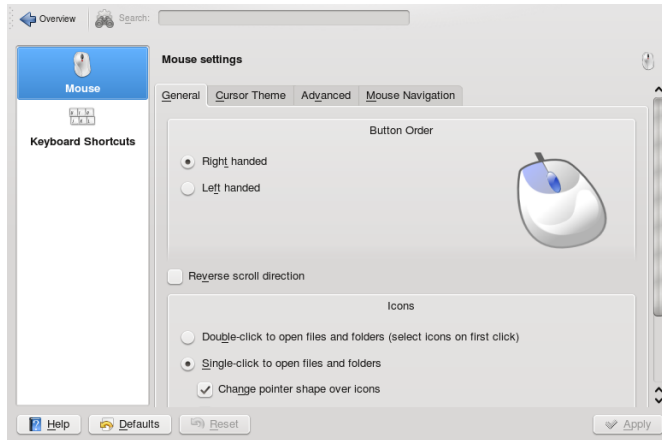 Overview Search:
Mouse
Keyboard Shortcuts
Mouse settings
General Cursor Theme Advanced Mouse Navigation
Button Order
Right handed
Left handed
Reverse scroll direction
Icons
Double-click to open files and folders (select icons on first click)
Single-click to open files and folders
Change pointer shape over icons
Help Defaults Reset Apply